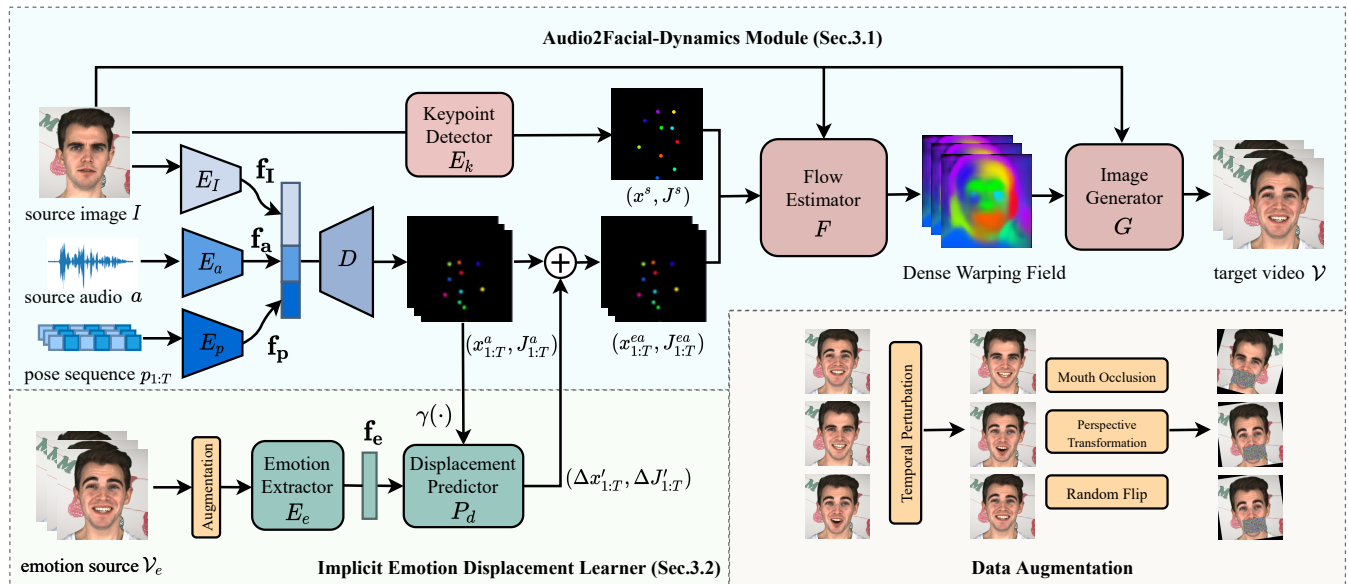 Audio2Facial-Dynamics Module (Sec.3.1)
Keypoint
Detector
E_k
(x^s, J^s)
source image I
E_I
f_I
source audio a
E_a
f_a
pose sequence p_{1:T}
E_p
f_p
D
(x^a_{1:T}, J^a_{1:T})
+
(x^{ea}_{1:T}, J^{ea}_{1:T})
Flow
Estimator
F
Dense Warping Field
Image
Generator
G
target video 𝒱
γ(·)
emotion source 𝒱_e
Augmentation
Emotion
Extractor
E_e
f_e
Displacement
Predictor
P_d
(Δx'_{1:T}, ΔJ'_{1:T})
Implicit Emotion Displacement Learner (Sec.3.2)
Temporal Perturbation
Mouth Occlusion
Perspective
Transformation
Random Flip
Data Augmentation